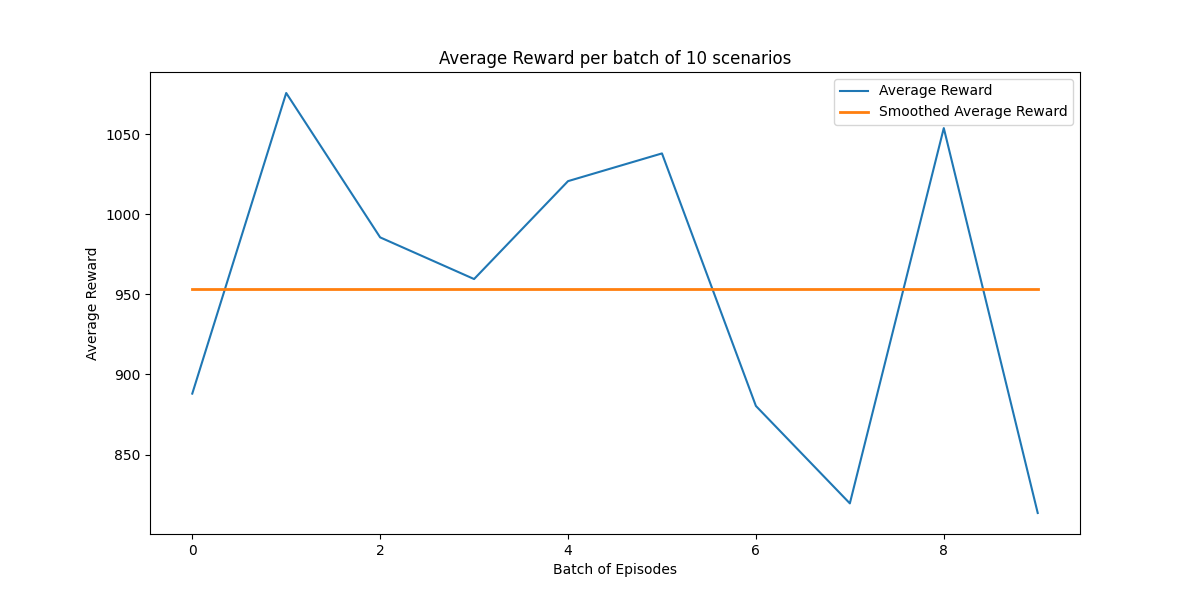 Average Reward per batch of 10 scenarios
Average Reward
Smoothed Average Reward
1050
1000
950
900
850
Average Reward
0 2 4 6 8
Batch of Episodes